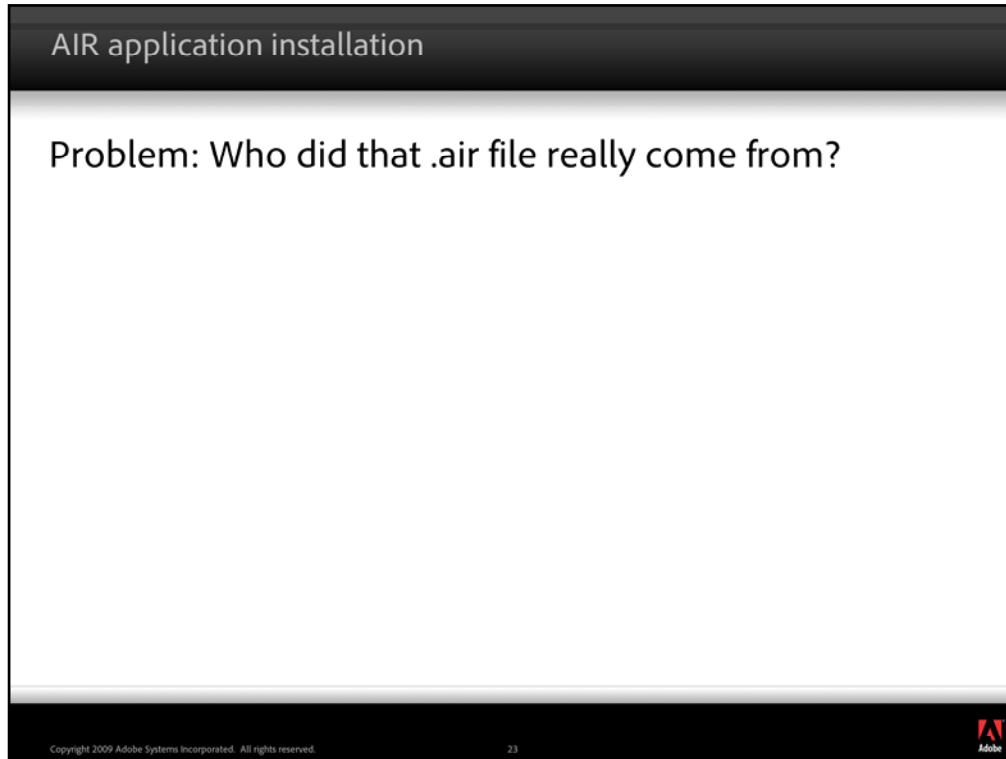 AIR application installation
Problem: Who did that .air file really come from?
Copyright 2009 Adobe Systems Incorporated. All rights reserved.
23
Adobe